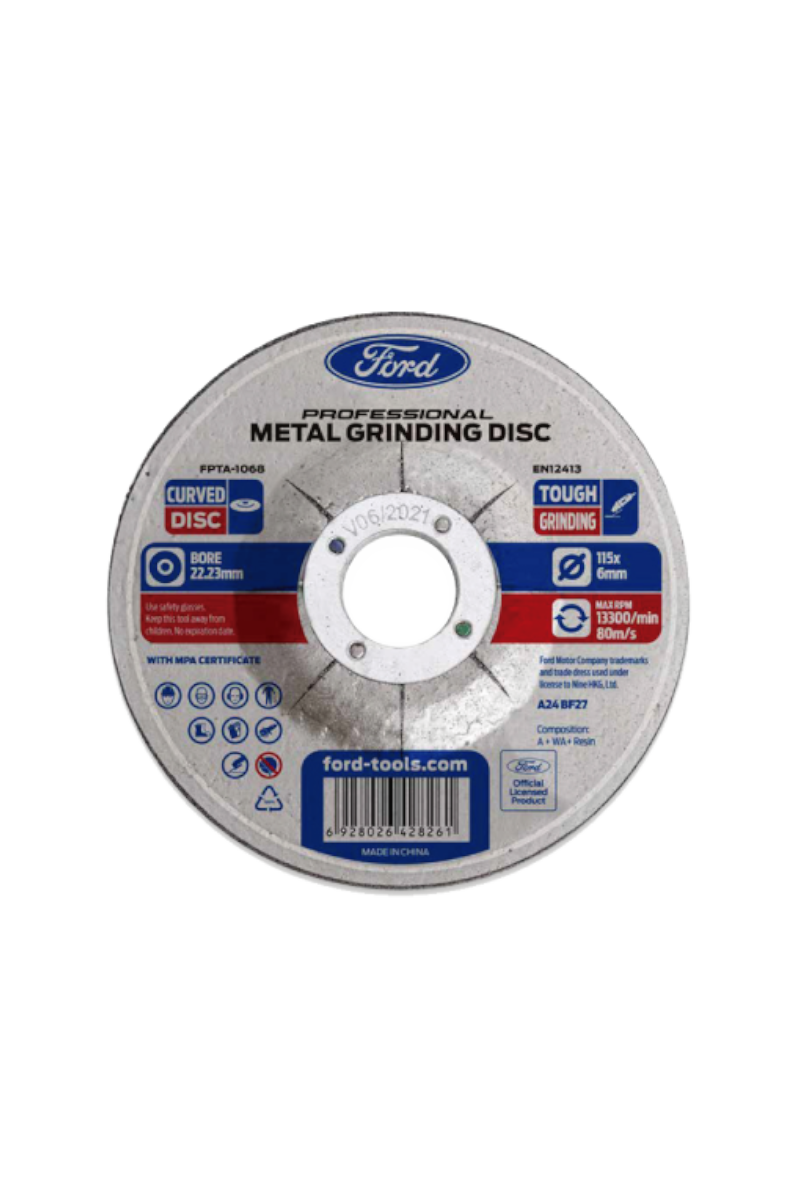 Ford
PROFESSIONAL
METAL GRINDING DISC
FPTA-1068
EN12413
CURVED
DISC
TOUGH
GRINDING
V06/2021
BORE
22.23mm
115x
6mm
Use safety glasses.
Keep this tool away from
children. No expiration date.
MAX RPM
13300/min
80m/s
WITH MPA CERTIFICATE
Ford Motor Company trademarks
and trade dress used under
license to Nine HKG, Ltd.
A24 BF27
Composition:
A + WA + Resin
ford-tools.com
6 928026 428261
MADE IN CHINA
Ford
Official
Licensed
Product